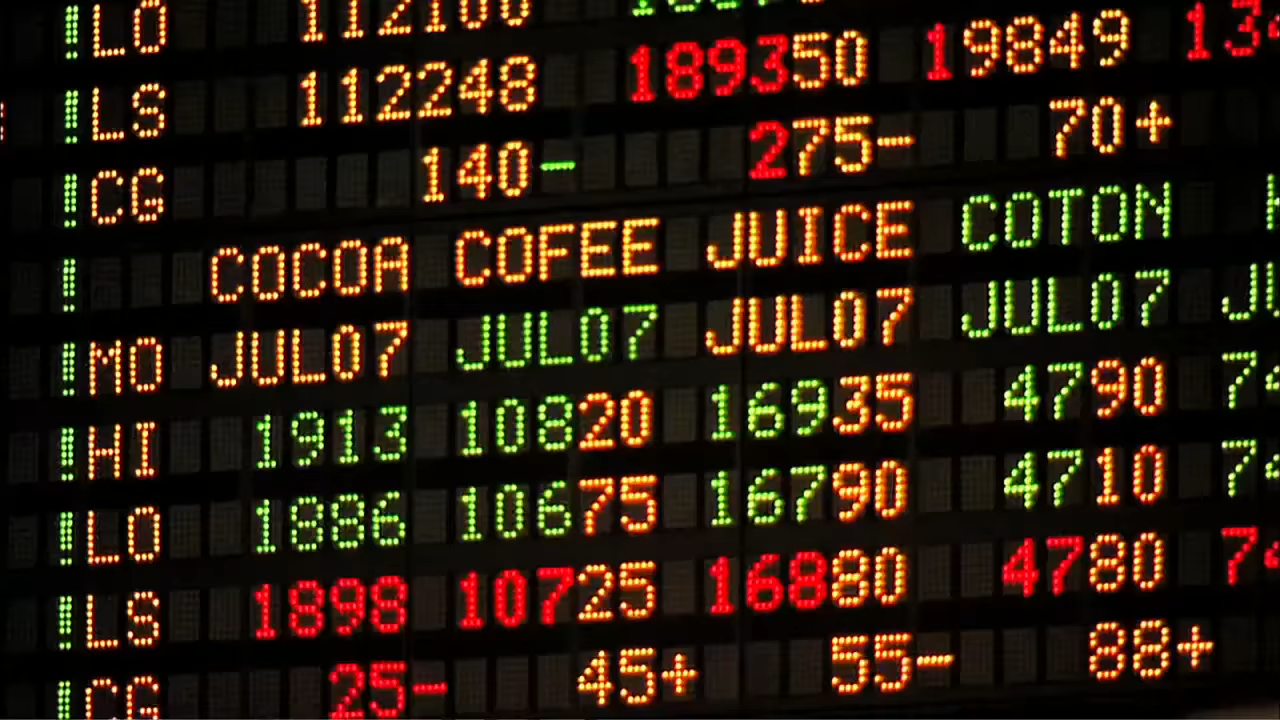 LO 112100
LS 112248 189350 19849
CG 140- 275- 70+
COCOA COFEE JUICE COTON
MO JUL07 JUL07 JUL07 JUL07
HI 1913 10820 16935 4790
LO 1886 10675 16790 4710
LS 1898 10725 16880 4780
CG 25- 45+ 55- 88+